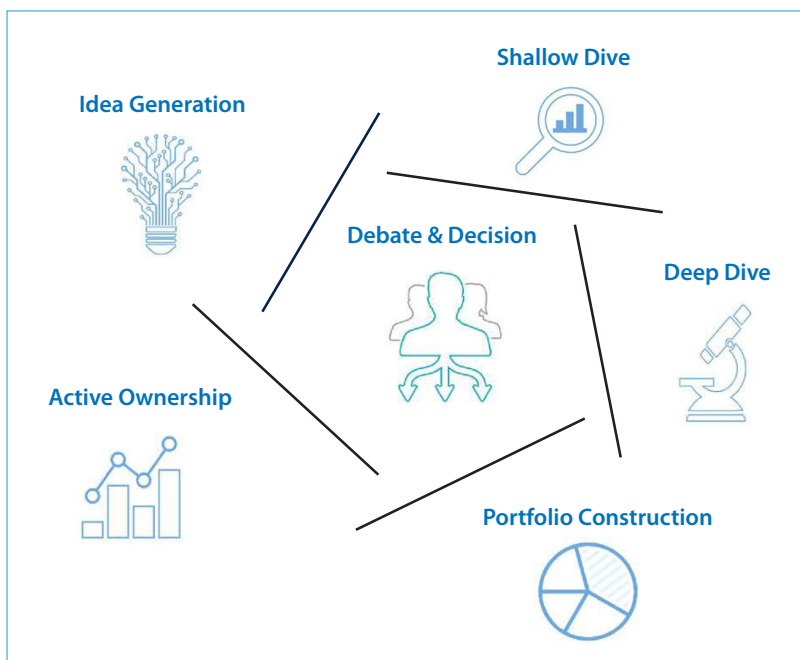 Shallow Dive
Idea Generation
Debate & Decision
Deep Dive
Active Ownership
Portfolio Construction